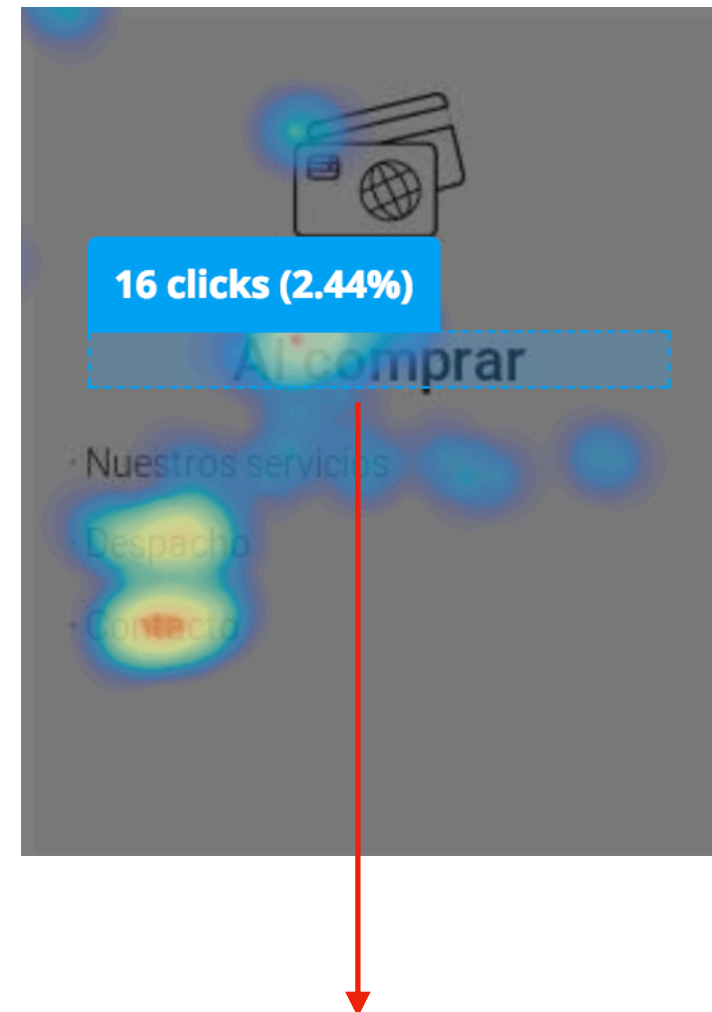 16 clicks (2.44%)
Al comprar
· Nuestros servicios
· Despacho
· Contacto